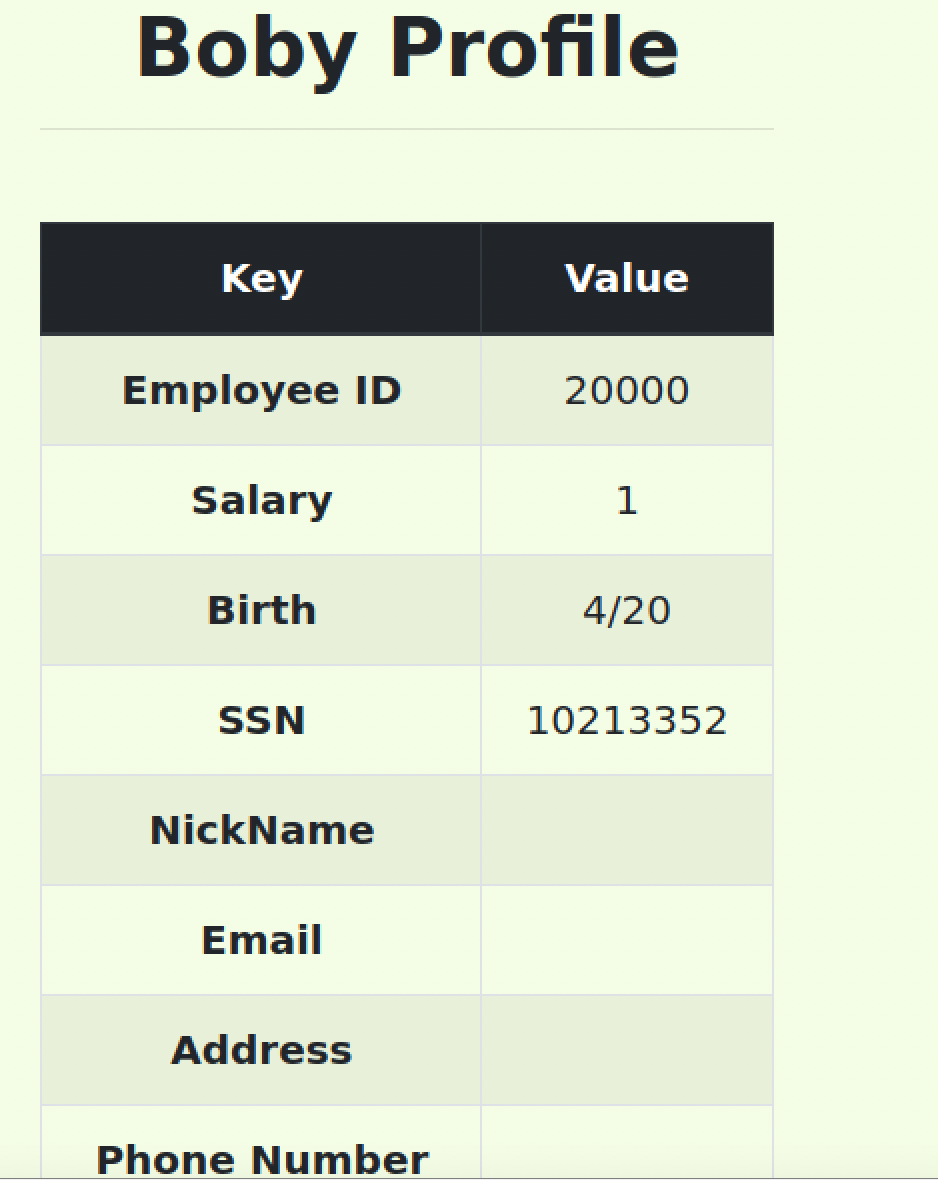 Boby Profile
Key Value
Employee ID 20000
Salary 1
Birth 4/20
SSN 10213352
NickName
Email
Address
Phone Number